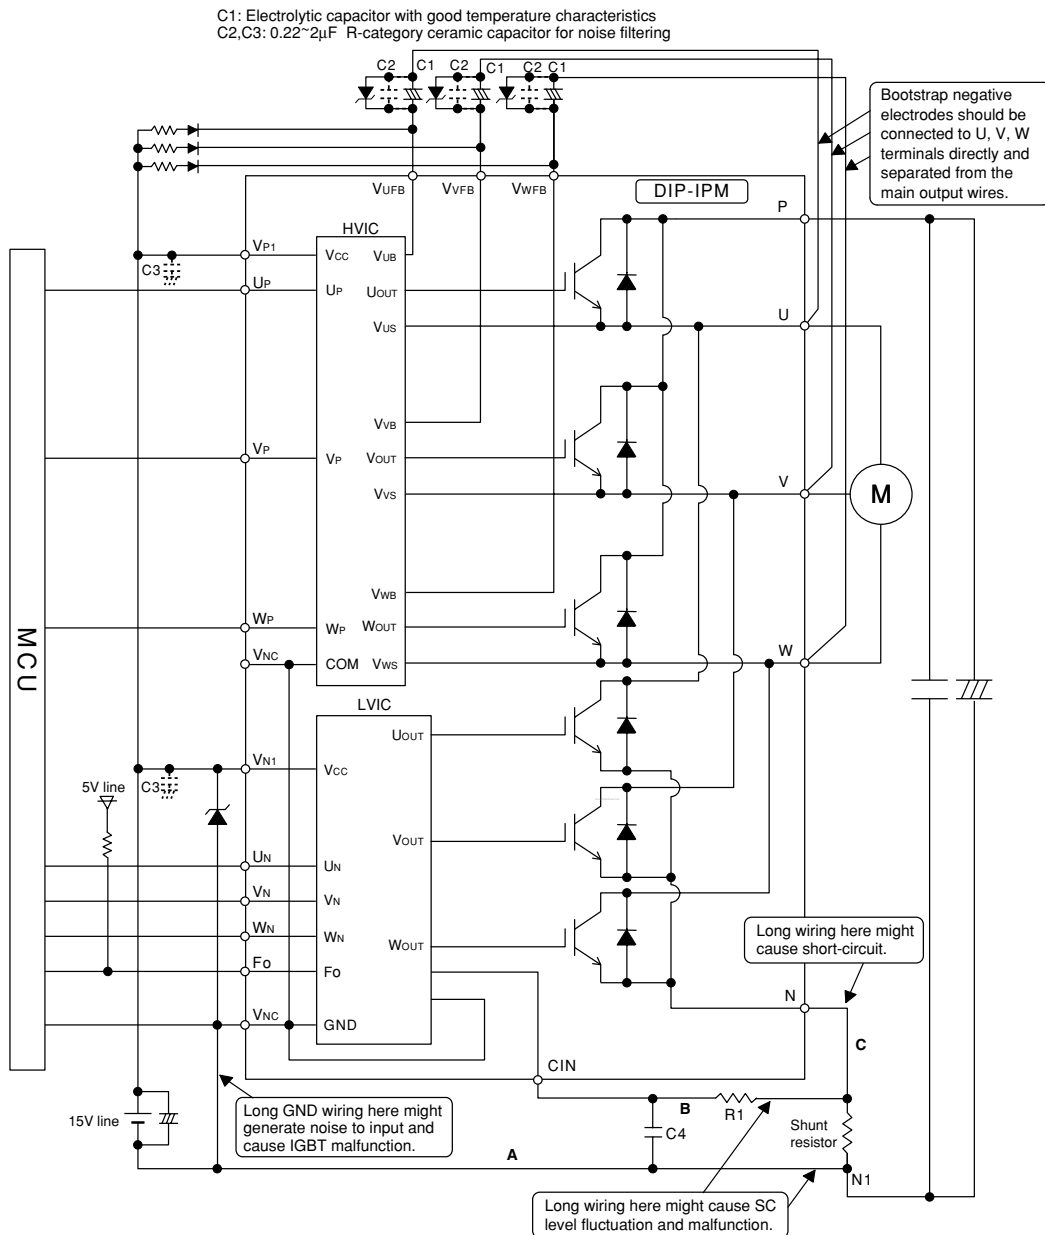 C1: Electrolytic capacitor with good temperature characteristics
C2,C3: 0.22~2μF R-category ceramic capacitor for noise filtering
C2
C1
C2
C1
C2
C1
Bootstrap negative
electrodes should be
connected to U, V, W
terminals directly and
separated from the
main output wires.
VUFB
VVFB
VWFB
DIP-IPM
P
HVIC
VP1
VCC
VUB
C3
UP
UP
UOUT
U
VUS
VVB
VP
VP
VOUT
V
VVS
M
VWB
WP
WP
WOUT
W
VNC
COM
VWS
MCU
LVIC
UOUT
VN1
VCC
C3
5V line
VOUT
UN
UN
VN
VN
WN
WN
WOUT
Long wiring here might
cause short-circuit.
Fo
Fo
N
VNC
GND
C
CIN
15V line
Long GND wiring here might
generate noise to input and
cause IGBT malfunction.
B
R1
C4
Shunt
resistor
A
N1
Long wiring here might cause SC
level fluctuation and malfunction.